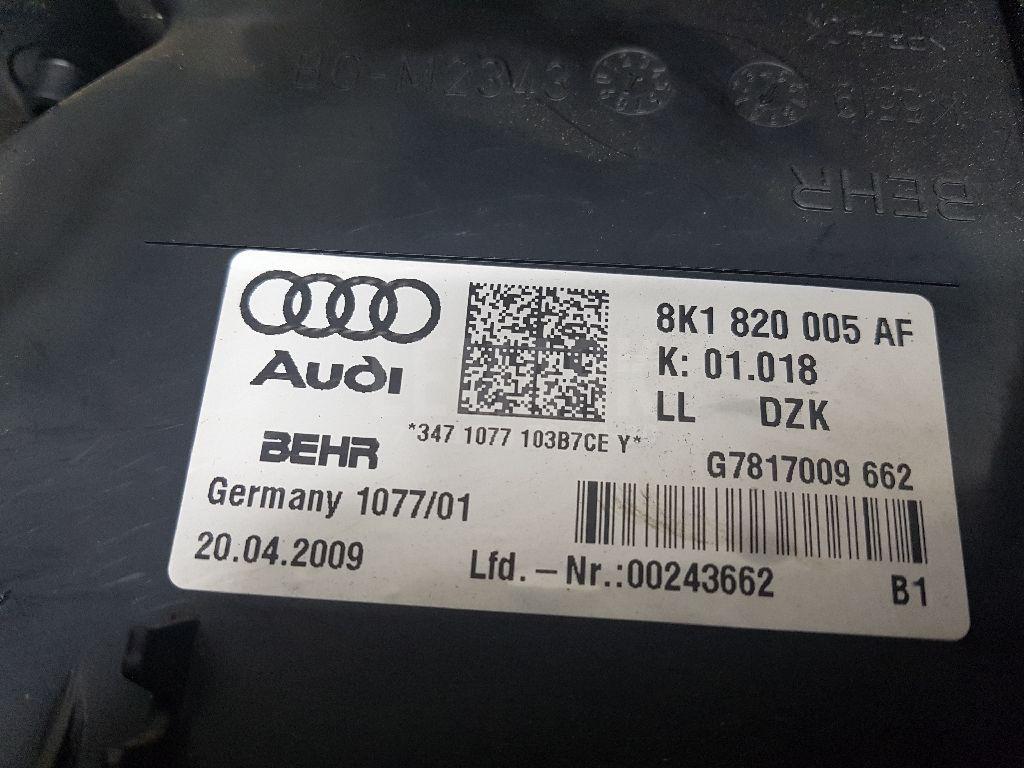 BEHR
Audi
8K1 820 005 AF
K: 01.018
LL DZK
*347 1077 103B7CE Y*
BEHR
G7817009 662
Germany 1077/01
20.04.2009
Lfd. – Nr.:00243662
B1